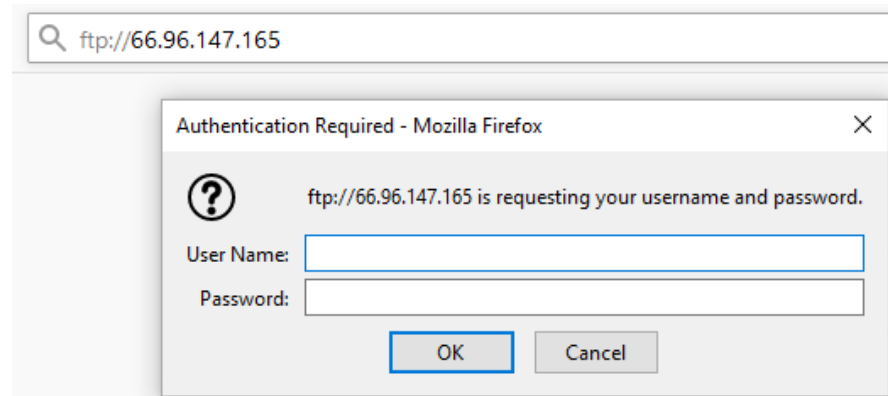 ftp://66.96.147.165
Authentication Required - Mozilla Firefox
ftp://66.96.147.165 is requesting your username and password.
User Name:
Password:
OK
Cancel